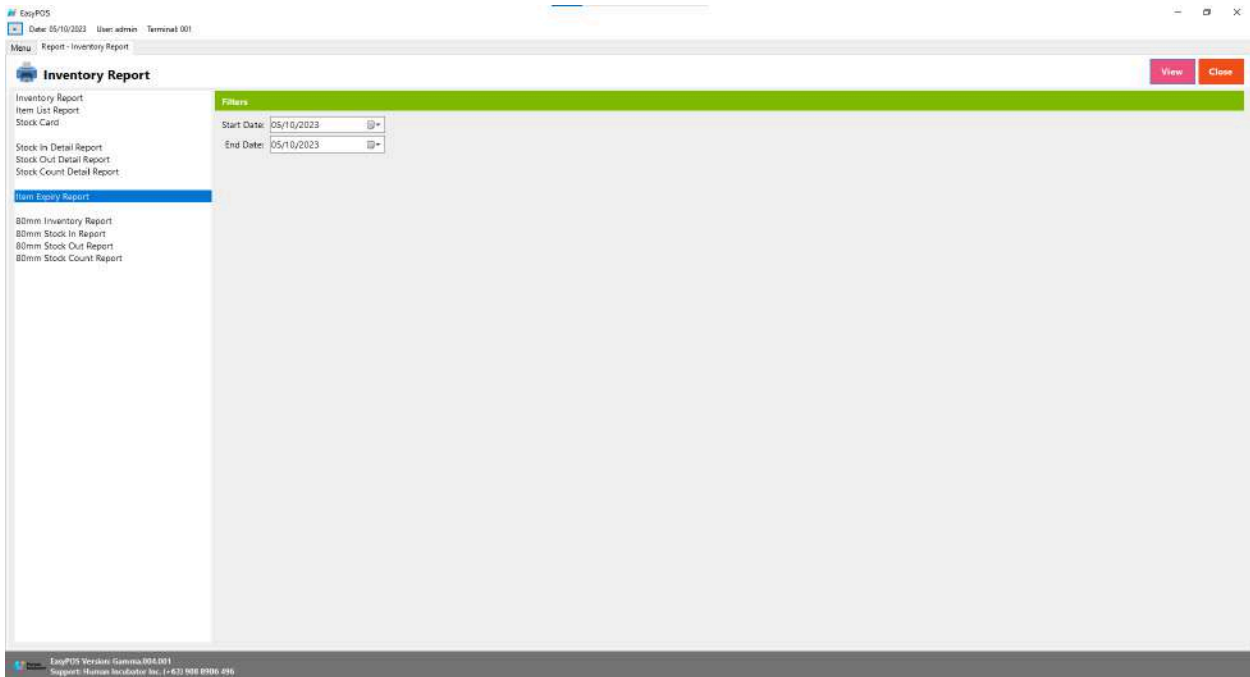 EasyPOS
Date: 05/10/2023 User: admin Terminal: 001
Menu Report - Inventory Report
Inventory Report
View Close
Inventory Report
Item List Report
Stock Card
Stock In Detail Report
Stock Out Detail Report
Stock Count Detail Report
Item Expiry Report
80mm Inventory Report
80mm Stock In Report
80mm Stock Out Report
80mm Stock Count Report
Filters
Start Date: 05/10/2023
End Date: 05/10/2023
EasyPOS Version: Gamma.004.001
Support: Human Incubator Inc. (+63) 908 8906 496